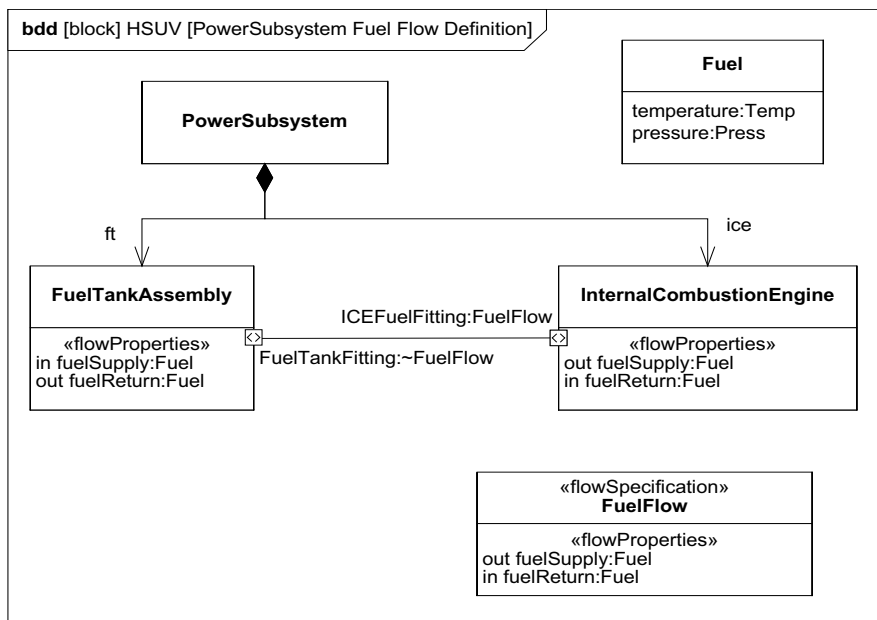 bdd [block] HSUV [PowerSubsystem Fuel Flow Definition]
Fuel
temperature:Temp
pressure:Press
PowerSubsystem
ft
ice
FuelTankAssembly
«flowProperties»
in fuelSupply:Fuel
out fuelReturn:Fuel
ICEFuelFitting:FuelFlow
FuelTankFitting:~FuelFlow
InternalCombustionEngine
«flowProperties»
out fuelSupply:Fuel
in fuelReturn:Fuel
«flowSpecification»
FuelFlow
«flowProperties»
out fuelSupply:Fuel
in fuelReturn:Fuel